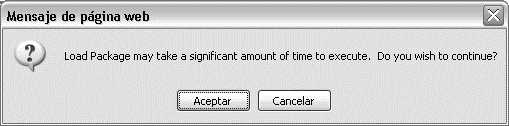 Mensaje de página web
Load Package may take a significant amount of time to execute.  Do you wish to continue?
Aceptar
Cancelar